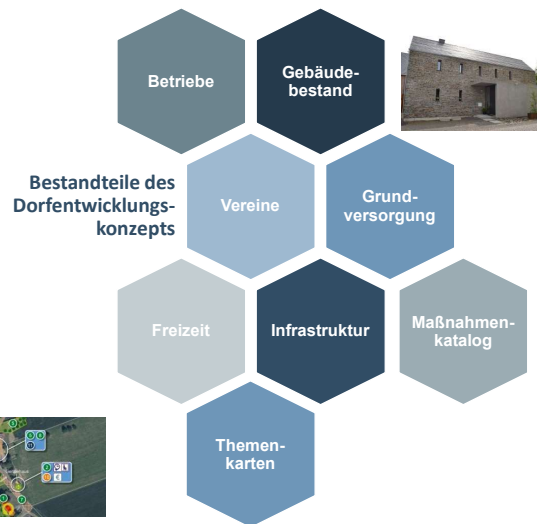 Betriebe
Gebäude-
bestand
Bestandteile des
Dorfentwicklungs-
konzepts
Vereine
Grund-
versorgung
Freizeit
Infrastruktur
Maßnahmen-
katalog
Themen-
karten